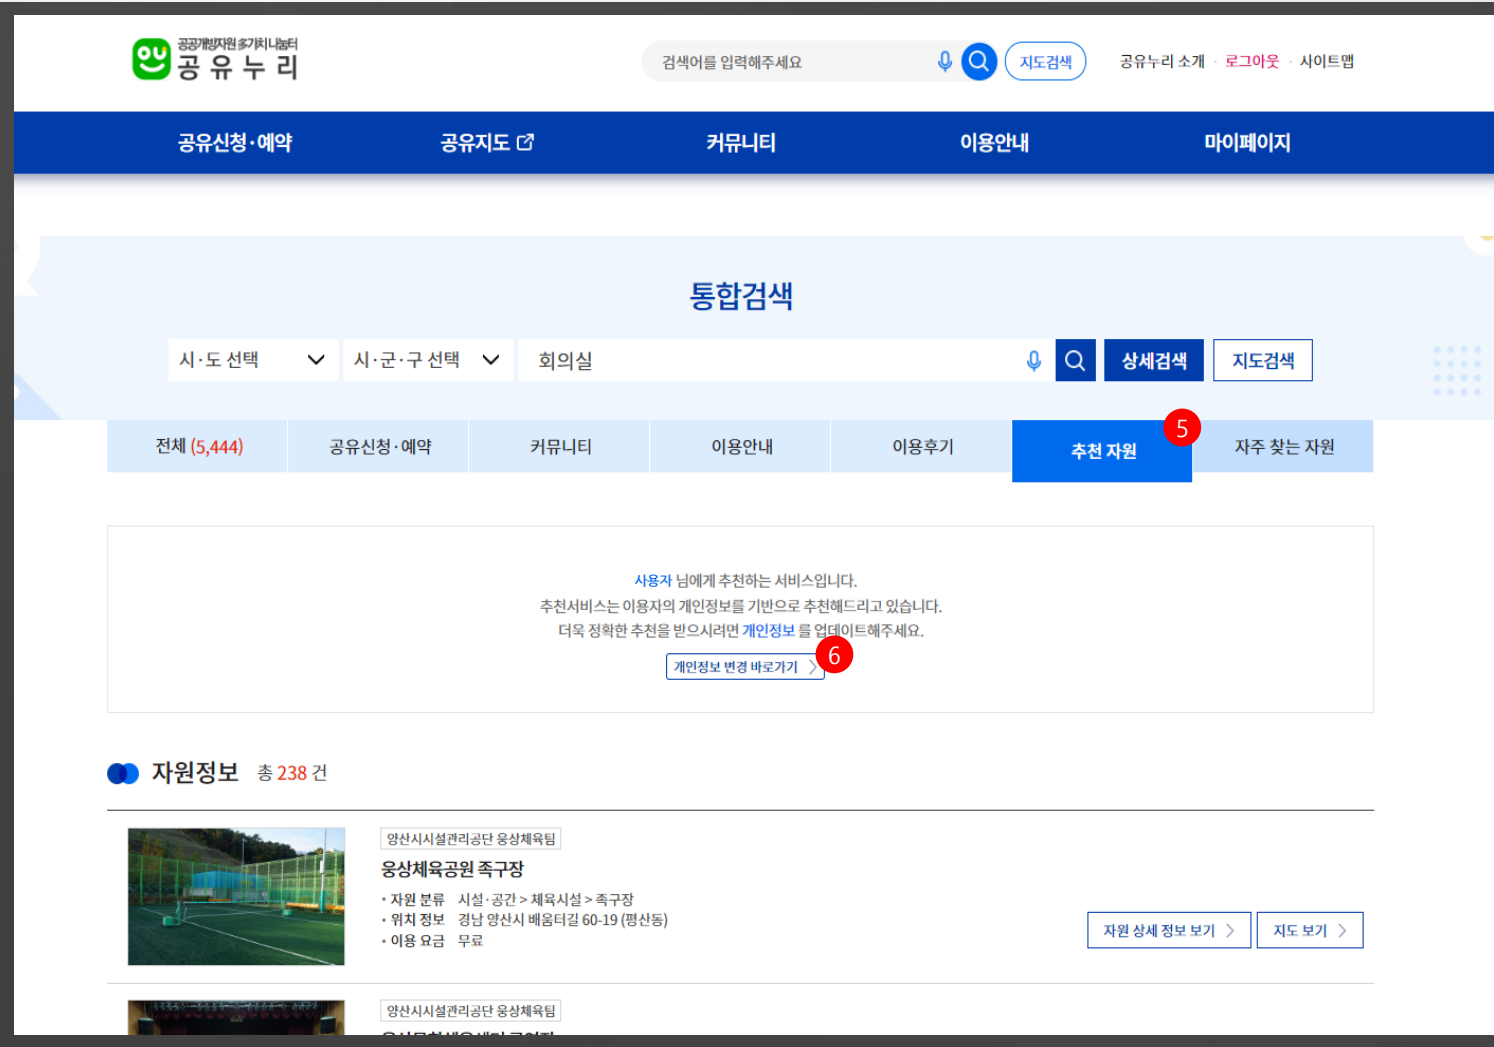 공공개방자원 多가치 나눔터
공유누리
검색어를 입력해주세요
지도검색
공유누리 소개 · 로그아웃 · 사이트맵
공유신청·예약 공유지도 커뮤니티 이용안내 마이페이지
통합검색
시·도 선택 시·군·구 선택 회의실 상세검색 지도검색
5
전체 (5,444) 공유신청·예약 커뮤니티 이용안내 이용후기 추천 자원 자주 찾는 자원
사용자 님에게 추천하는 서비스입니다.
추천서비스는 이용자의 개인정보를 기반으로 추천해드리고 있습니다.
더욱 정확한 추천을 받으시려면 개인정보 를 업데이트해주세요.
개인정보 변경 바로가기 >
6
자원정보 총 238 건
양산시시설관리공단 웅상체육팀
웅상체육공원 족구장
· 자원 분류 시설·공간 > 체육시설 > 족구장
· 위치 정보 경남 양산시 배움터길 60-19 (평산동)
· 이용 요금 무료
자원 상세 정보 보기 > 지도 보기 >
양산시시설관리공단 웅상체육팀